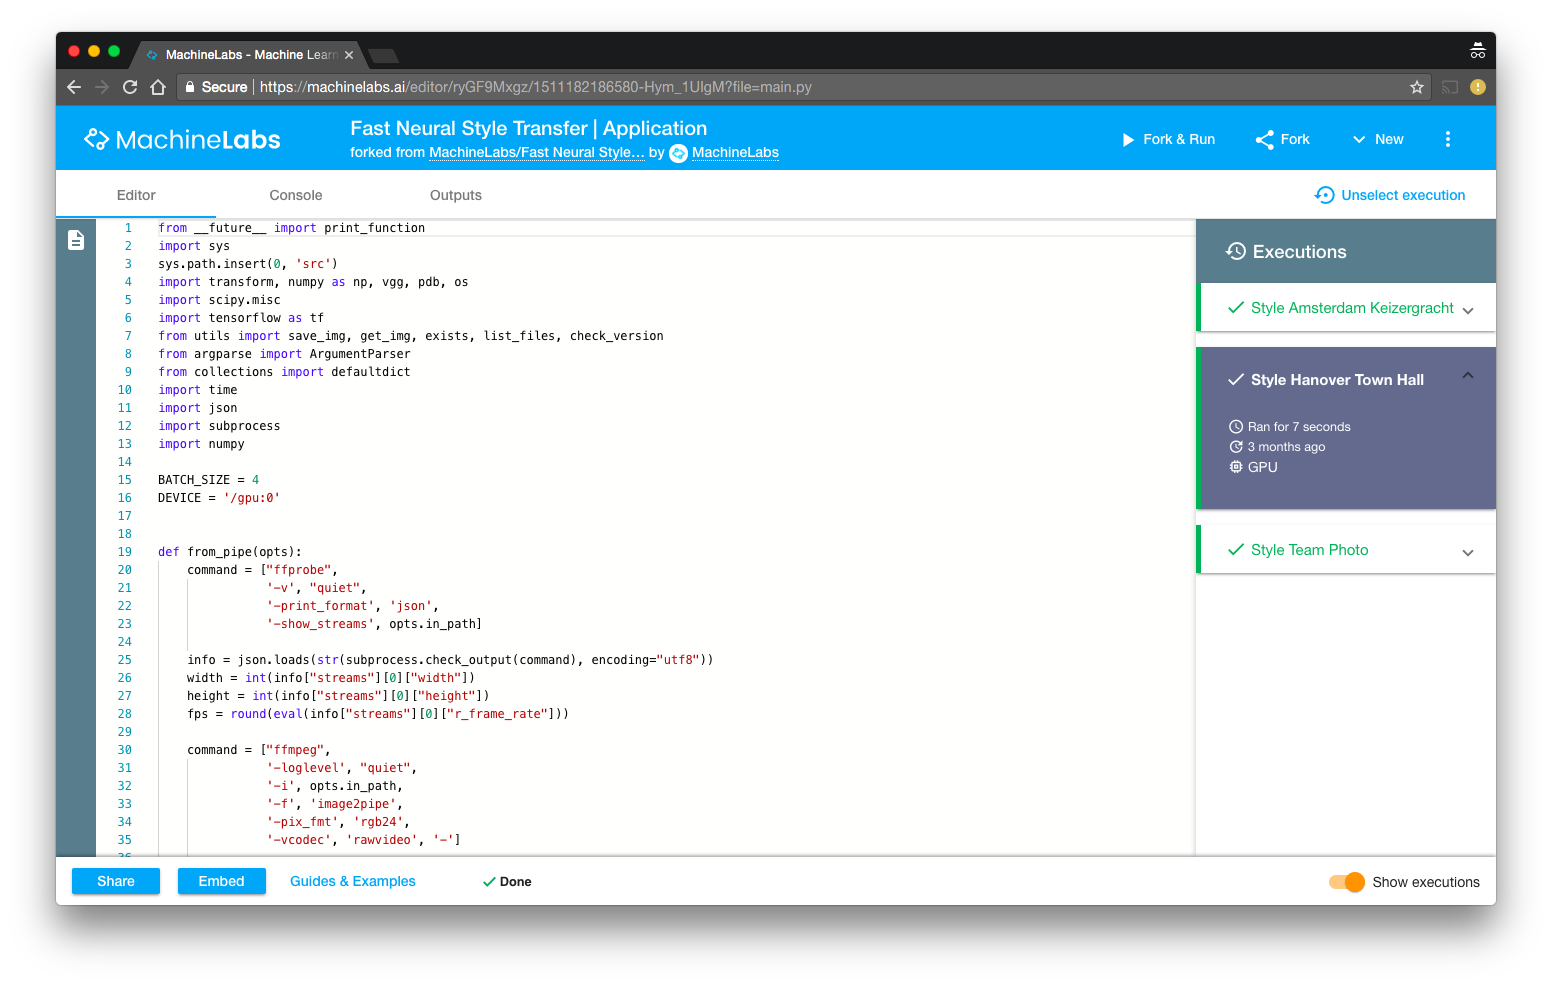 MachineLabs - Machine Learn
Secure | https://machinelabs.ai/editor/ryGF9Mxgz/1511182186580-Hym_1UIgM?file=main.py
MachineLabs
Fast Neural Style Transfer | Application
forked from MachineLabs/Fast Neural Style... by MachineLabs
Fork & Run
Fork
New
Editor
Console
Outputs
Unselect execution
1 from __future__ import print_function
2 import sys
3 sys.path.insert(0, 'src')
4 import transform, numpy as np, vgg, pdb, os
5 import scipy.misc
6 import tensorflow as tf
7 from utils import save_img, get_img, exists, list_files, check_version
8 from argparse import ArgumentParser
9 from collections import defaultdict
10 import time
11 import json
12 import subprocess
13 import numpy
14
15 BATCH_SIZE = 4
16 DEVICE = '/gpu:0'
17
18
19 def from_pipe(opts):
20     command = ["ffprobe",
21                '-v', "quiet",
22                '-print_format', 'json',
23                '-show_streams', opts.in_path]
24
25     info = json.loads(str(subprocess.check_output(command), encoding="utf8"))
26     width = int(info["streams"][0]["width"])
27     height = int(info["streams"][0]["height"])
28     fps = round(eval(info["streams"][0]["r_frame_rate"]))
29
30     command = ["ffmpeg",
31                '-loglevel', "quiet",
32                '-i', opts.in_path,
33                '-f', 'image2pipe',
34                '-pix_fmt', 'rgb24',
35                '-vcodec', 'rawvideo', '-']
36
Executions
Style Amsterdam Keizergracht
Style Hanover Town Hall
Ran for 7 seconds
3 months ago
GPU
Style Team Photo
Share
Embed
Guides & Examples
Done
Show executions